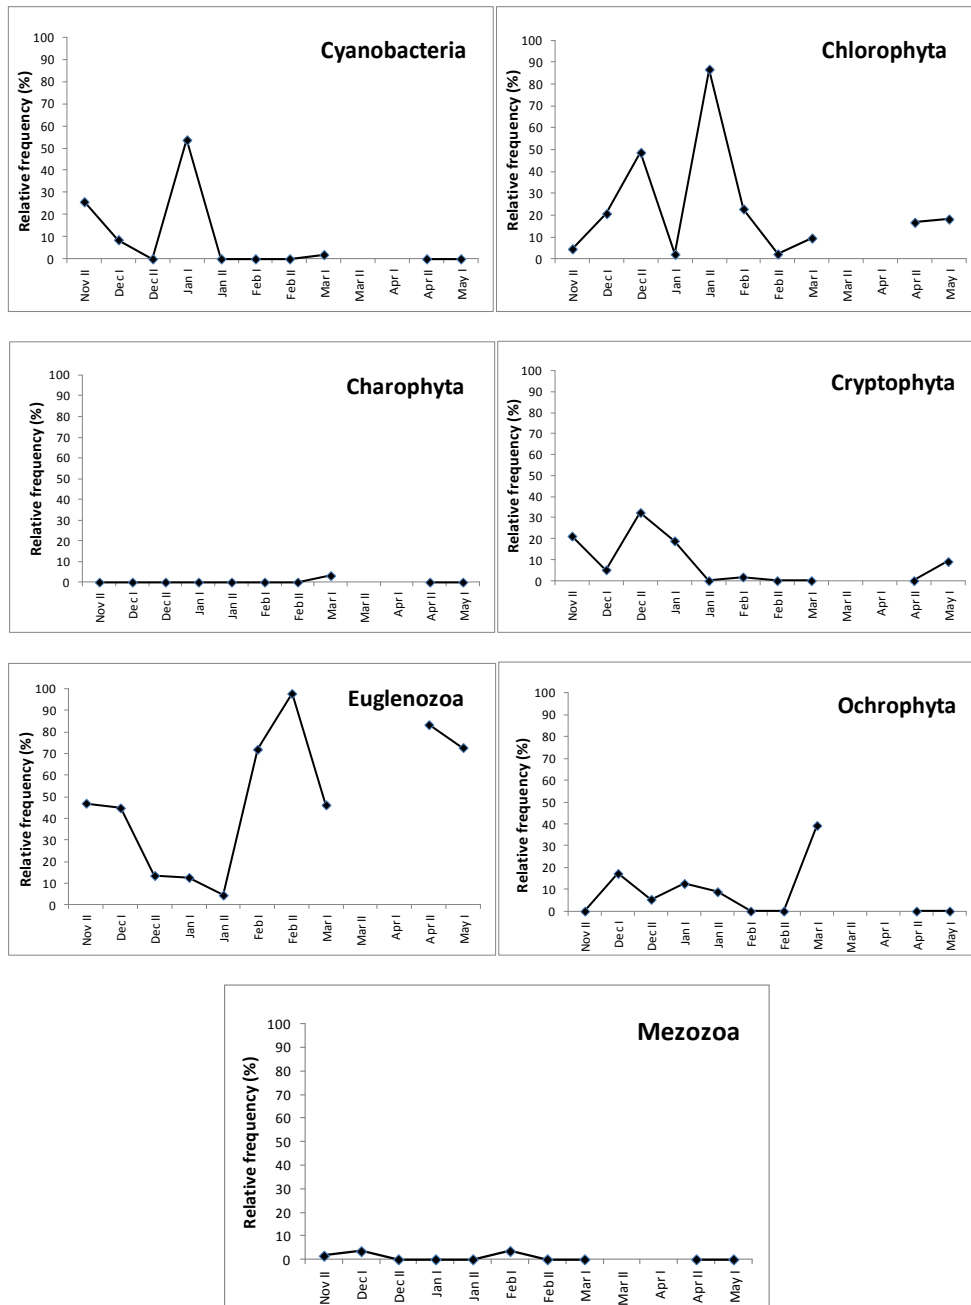 Cyanobacteria
Relative frequency (%)
100
90
80
70
60
50
40
30
20
10
0
Nov II
Dec I
Dec II
Jan I
Jan II
Feb I
Feb II
Mar I
Mar II
Apr I
Apr II
May I
Chlorophyta
Relative frequency (%)
100
90
80
70
60
50
40
30
20
10
0
Nov II
Dec I
Dec II
Jan I
Jan II
Feb I
Feb II
Mar I
Mar II
Apr I
Apr II
May I
Charophyta
Relative frequency (%)
100
90
80
70
60
50
40
30
20
10
0
Nov II
Dec I
Dec II
Jan I
Jan II
Feb I
Feb II
Mar I
Mar II
Apr I
Apr II
May I
Cryptophyta
Relative frequency (%)
100
90
80
70
60
50
40
30
20
10
0
Nov II
Dec I
Dec II
Jan I
Jan II
Feb I
Feb II
Mar I
Mar II
Apr I
Apr II
May I
Euglenozoa
Relative frequency (%)
100
90
80
70
60
50
40
30
20
10
0
Nov II
Dec I
Dec II
Jan I
Jan II
Feb I
Feb II
Mar I
Mar II
Apr I
Apr II
May I
Ochrophyta
Relative frequency (%)
100
90
80
70
60
50
40
30
20
10
0
Nov II
Dec I
Dec II
Jan I
Jan II
Feb I
Feb II
Mar I
Mar II
Apr I
Apr II
May I
Mezozoa
Relative frequency (%)
100
90
80
70
60
50
40
30
20
10
0
Nov II
Dec I
Dec II
Jan I
Jan II
Feb I
Feb II
Mar I
Mar II
Apr I
Apr II
May I